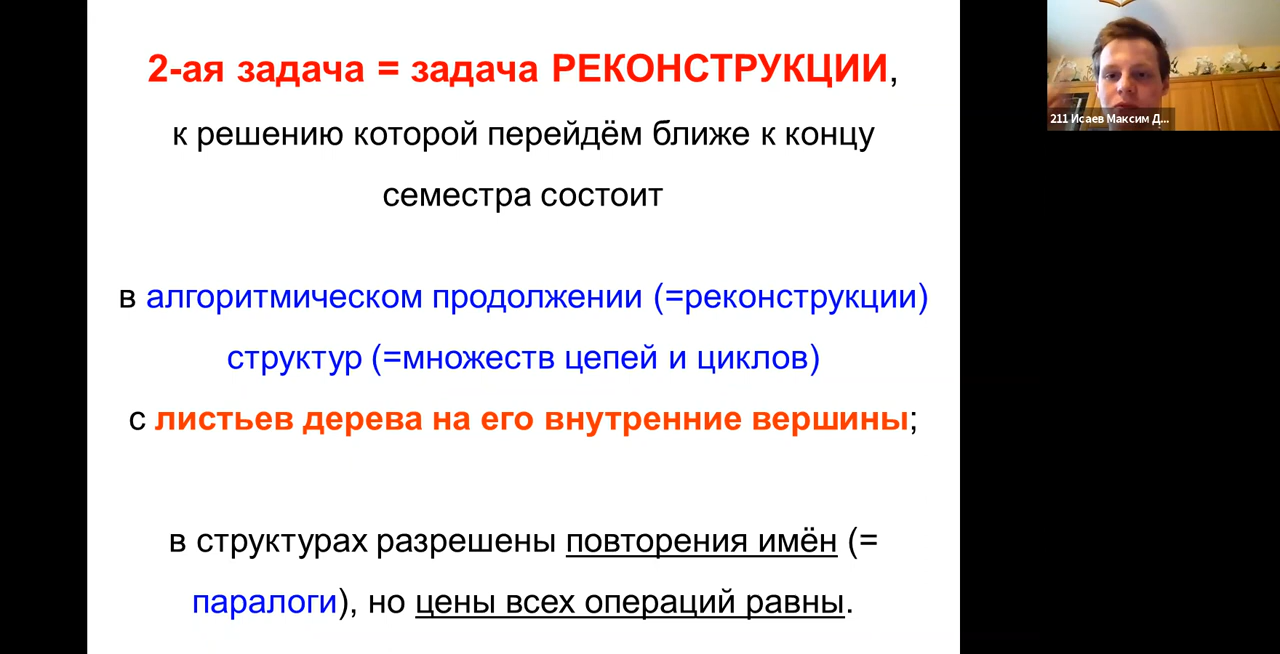 2-ая задача = задача РЕКОНСТРУКЦИИ,
к решению которой перейдём ближе к концу
семестра состоит
в алгоритмическом продолжении (=реконструкции)
структур (=множеств цепей и циклов)
с листьев дерева на его внутренние вершины;
в структурах разрешены повторения имён (=
паралоги), но цены всех операций равны.
211 Исаев Максим Д...